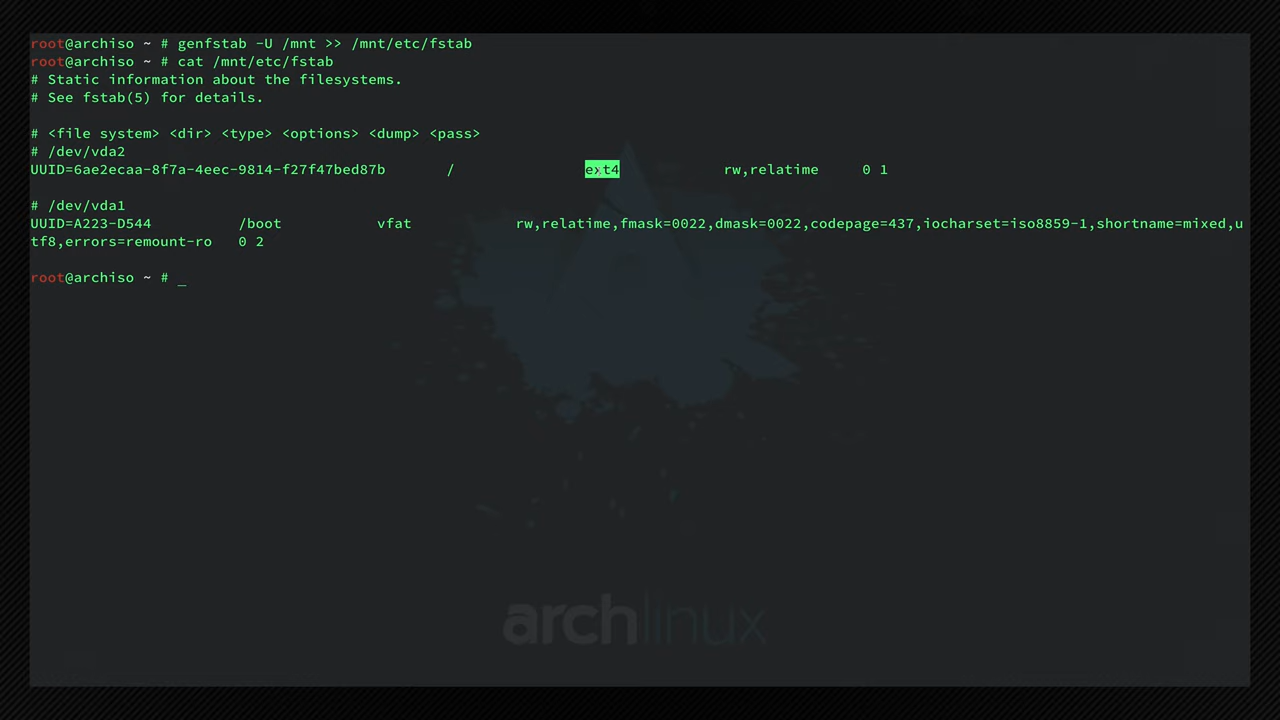 root@archiso ~ # genfstab -U /mnt >> /mnt/etc/fstab
root@archiso ~ # cat /mnt/etc/fstab
# Static information about the filesystems.
# See fstab(5) for details.
# <file system> <dir> <type> <options> <dump> <pass>
# /dev/vda2
UUID=6ae2ecaa-8f7a-4eec-9814-f27f47bed87b / ext4 rw,relatime 0 1
# /dev/vda1
UUID=A223-D544 /boot vfat rw,relatime,fmask=0022,dmask=0022,codepage=437,iocharset=iso8859-1,shortname=mixed,u
tf8,errors=remount-ro 0 2
root@archiso ~ # _
archlinux